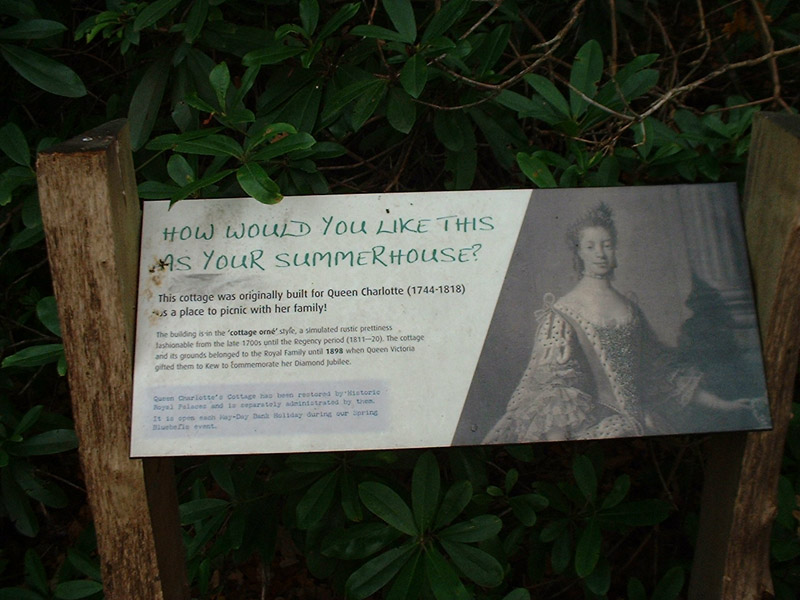 HOW WOULD YOU LIKE THIS
AS YOUR SUMMERHOUSE?
This cottage was originally built for Queen Charlotte (1744-1818)
as a place to picnic with her family!
The building is in the 'cottage orné' style, a simulated rustic prettiness
fashionable from the late 1700s until the Regency period (1811—20). The cottage
and its grounds belonged to the Royal Family until 1898 when Queen Victoria
gifted them to Kew to commemorate her Diamond Jubilee.
Queen Charlotte's Cottage has been restored by Historic
Royal Palaces and is separately administrated by them.
It is open each May-Day Bank Holiday during our Spring
Bluebells event.